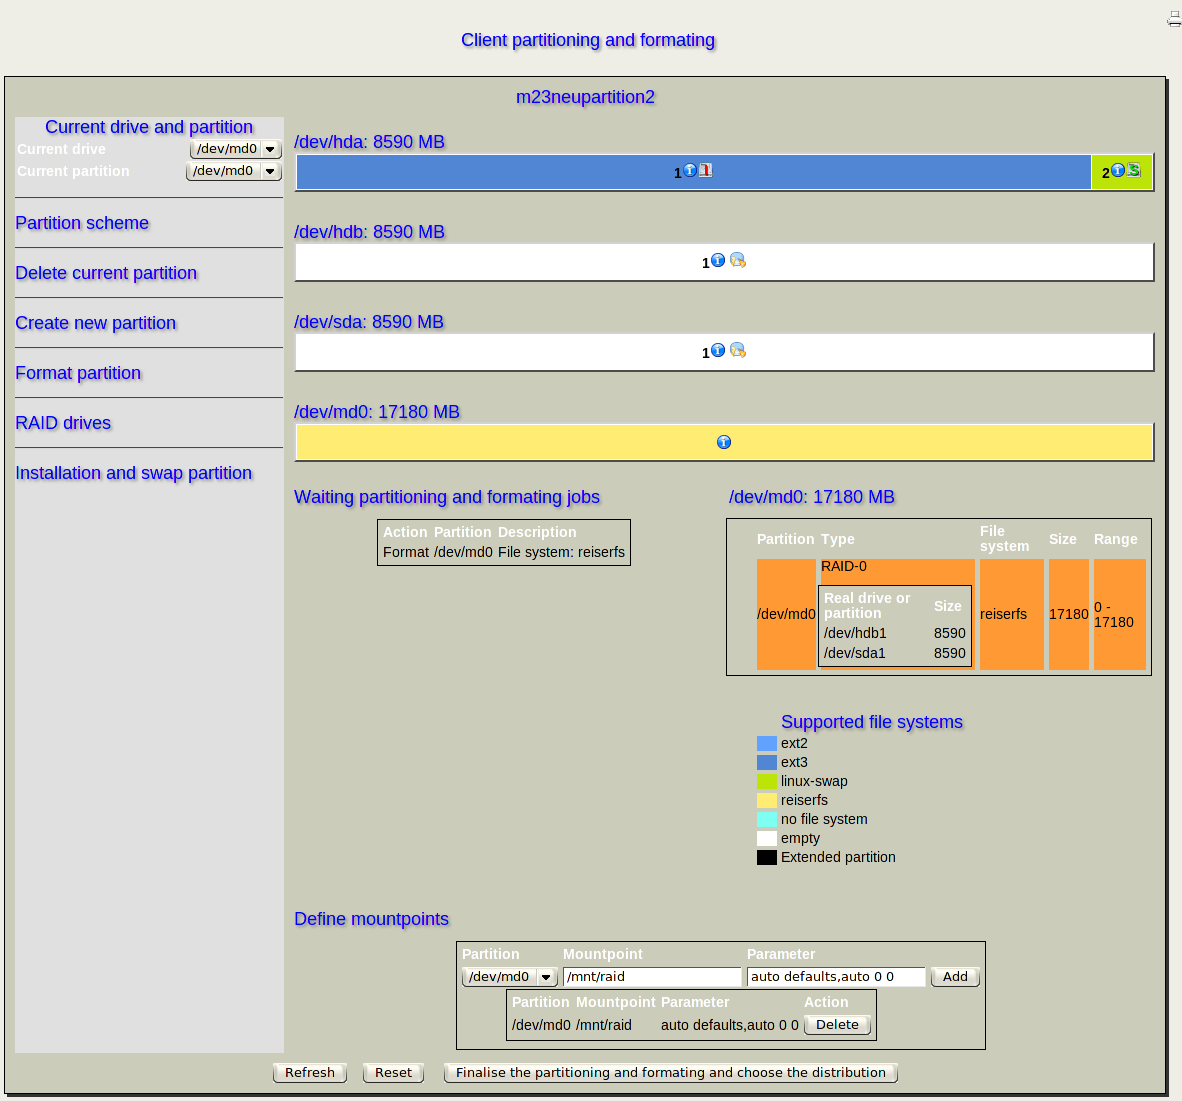 Client partitioning and formating
m23neupartition2
Current drive and partition
Current drive /dev/md0
Current partition /dev/md0
Partition scheme
Delete current partition
Create new partition
Format partition
RAID drives
Installation and swap partition
/dev/hda: 8590 MB
1 2
/dev/hdb: 8590 MB
1
/dev/sda: 8590 MB
1
/dev/md0: 17180 MB
Waiting partitioning and formating jobs
Action Partition Description
Format /dev/md0 File system: reiserfs
/dev/md0: 17180 MB
Partition Type File system Size Range
/dev/md0 RAID-0 reiserfs 17180 0 - 17180
Real drive or partition Size
/dev/hdb1 8590
/dev/sda1 8590
Supported file systems
ext2
ext3
linux-swap
reiserfs
no file system
empty
Extended partition
Define mountpoints
Partition Mountpoint Parameter
/dev/md0 /mnt/raid auto defaults,auto 0 0 Add
Partition Mountpoint Parameter Action
/dev/md0 /mnt/raid auto defaults,auto 0 0 Delete
Refresh Reset Finalise the partitioning and formating and choose the distribution